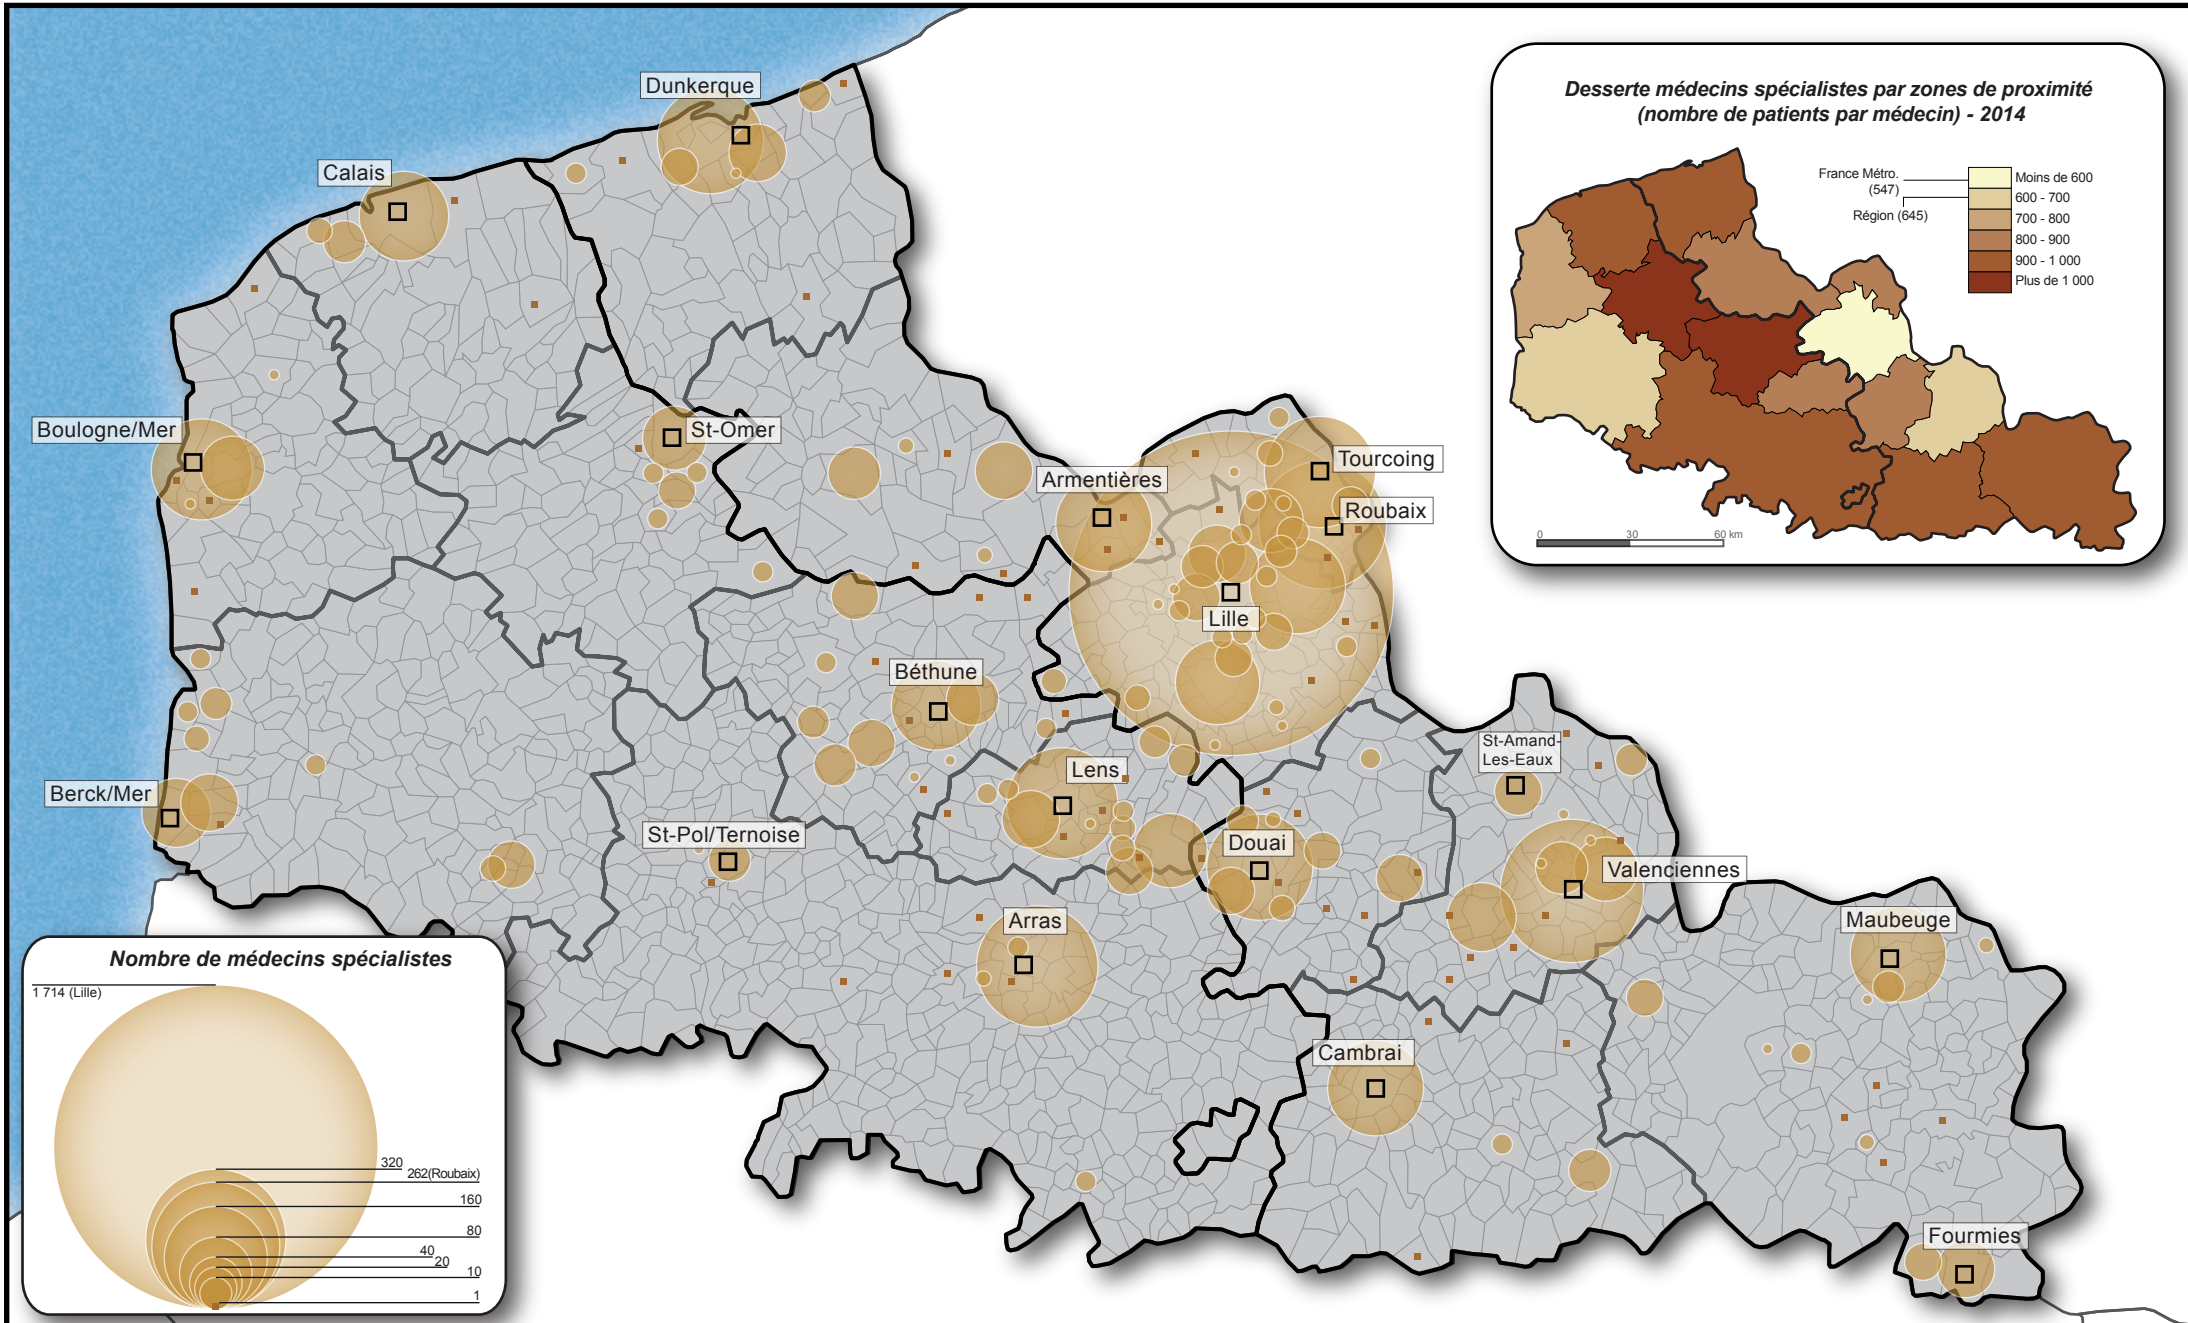 Dunkerque
Calais
Boulogne/Mer
St-Omer
Armentières
Tourcoing
Roubaix
Lille
Béthune
Berck/Mer
Lens
St-Amand-
Les-Eaux
St-Pol/Ternoise
Douai
Valenciennes
Arras
Maubeuge
Cambrai
Fourmies
Desserte médecins spécialistes par zones de proximité
(nombre de patients par médecin) - 2014
France Métro.
(547)
Région (645)
Moins de 600
600 - 700
700 - 800
800 - 900
900 - 1 000
Plus de 1 000
0 30 60 km
Nombre de médecins spécialistes
1 714 (Lille)
320
262(Roubaix)
160
80
40
20
10
1